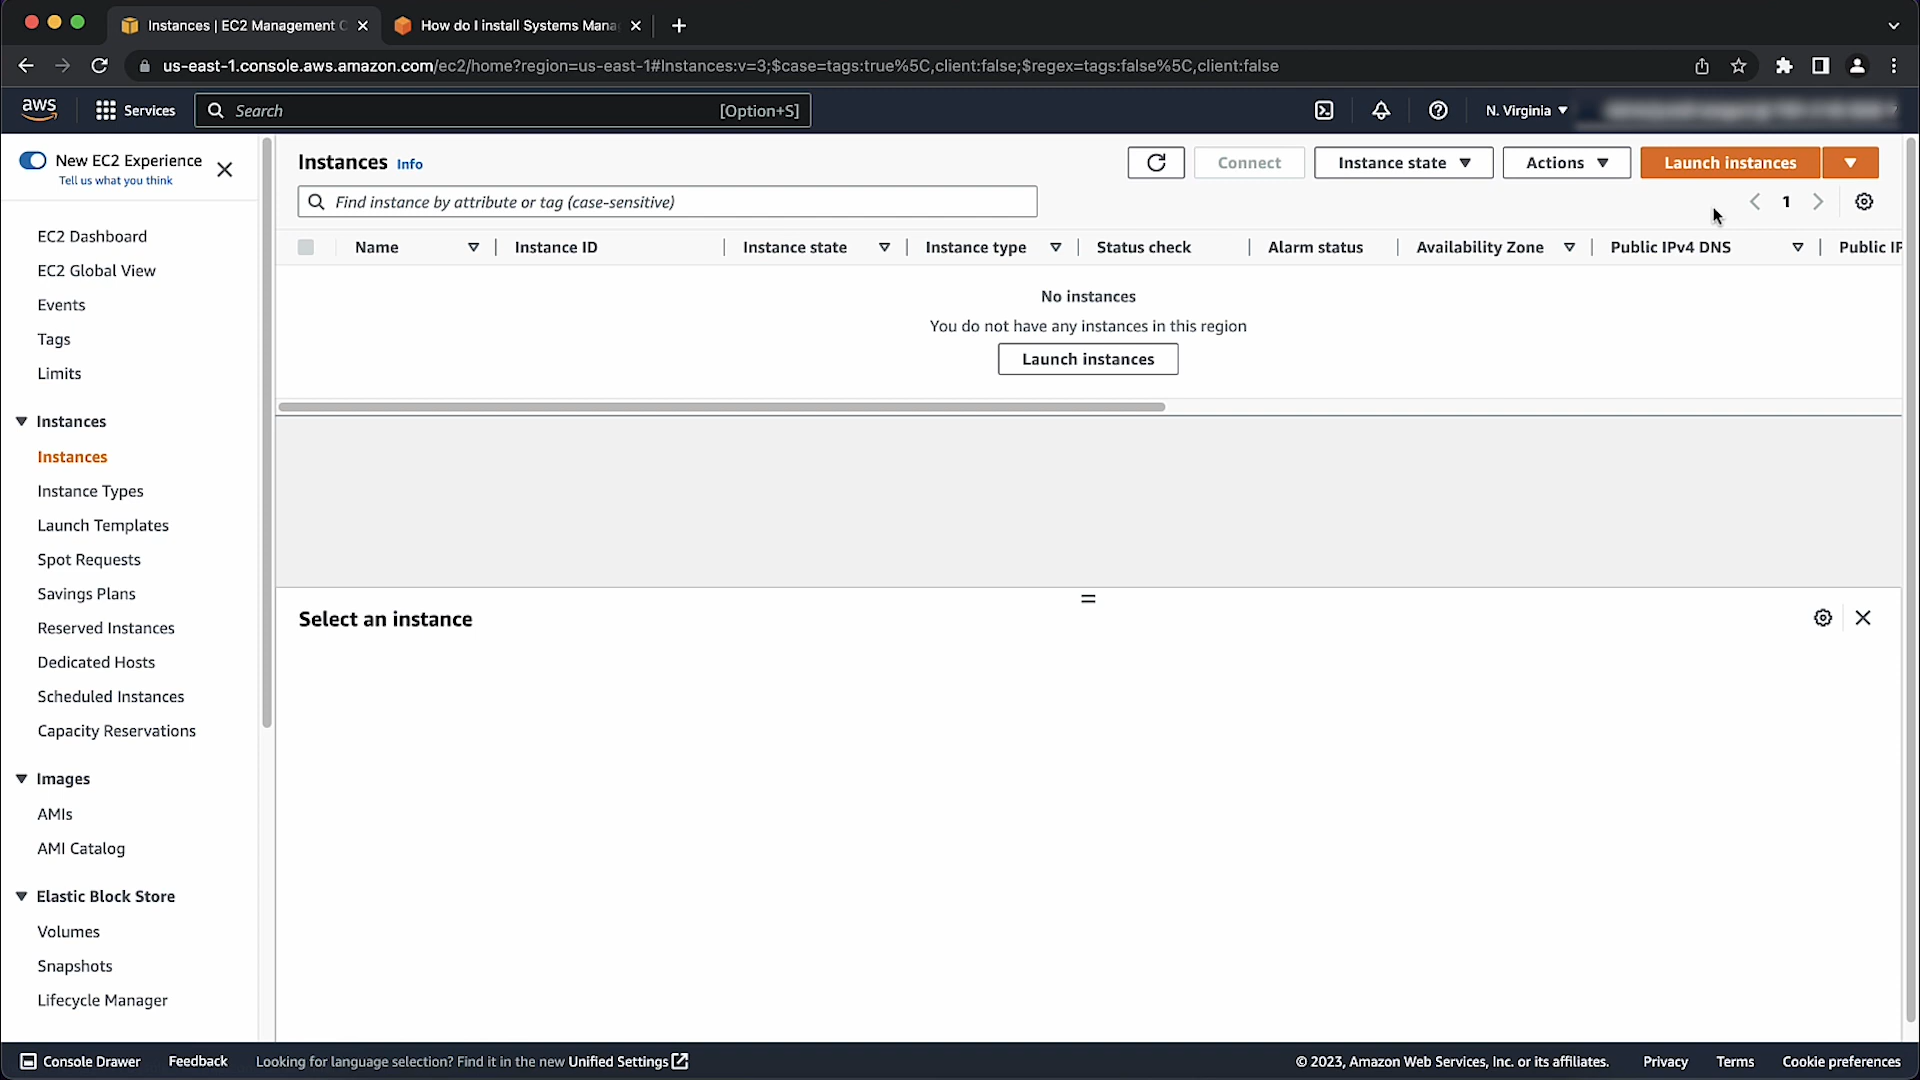 Instances | EC2 Management C
How do I install Systems Mana
us-east-1.console.aws.amazon.com/ec2/home?region=us-east-1#Instances:v=3;$case=tags:true%5C,client:false;$regex=tags:false%5C,client:false
aws
Services
Search
[Option+S]
N. Virginia
New EC2 Experience
Tell us what you think
EC2 Dashboard
EC2 Global View
Events
Tags
Limits
Instances
Instances
Instance Types
Launch Templates
Spot Requests
Savings Plans
Reserved Instances
Dedicated Hosts
Scheduled Instances
Capacity Reservations
Images
AMIs
AMI Catalog
Elastic Block Store
Volumes
Snapshots
Lifecycle Manager
Instances Info
Connect
Instance state
Actions
Launch instances
Find instance by attribute or tag (case-sensitive)
1
Name
Instance ID
Instance state
Instance type
Status check
Alarm status
Availability Zone
Public IPv4 DNS
Public IP
No instances
You do not have any instances in this region
Launch instances
Select an instance
Console Drawer
Feedback
Looking for language selection? Find it in the new Unified Settings
© 2023, Amazon Web Services, Inc. or its affiliates.
Privacy
Terms
Cookie preferences